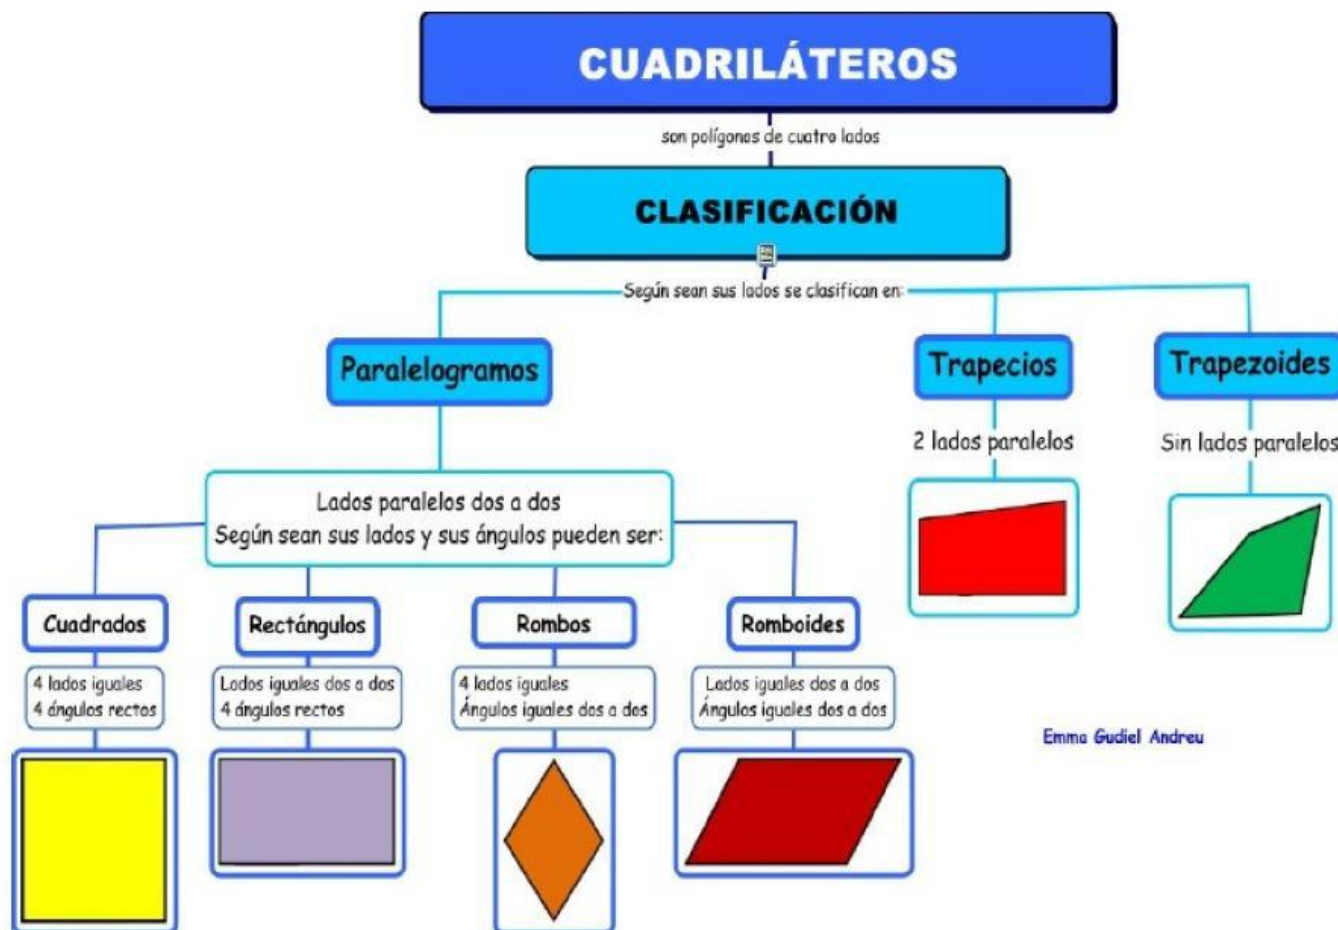 CUADRILÁTEROS
son polígonos de cuatro lados
CLASIFICACIÓN
Según sean sus lados se clasifican en:
Paralelogramos
Trapecios
Trapezoides
2 lados paralelos
Sin lados paralelos
Lados paralelos dos a dos
Según sean sus lados y sus ángulos pueden ser:
Cuadrados
Rectángulos
Rombos
Romboides
4 lados iguales
4 ángulos rectos
Lados iguales dos a dos
4 ángulos rectos
4 lados iguales
Ángulos iguales dos a dos
Lados iguales dos a dos
Ángulos iguales dos a dos
Emma Gudiel Andreu